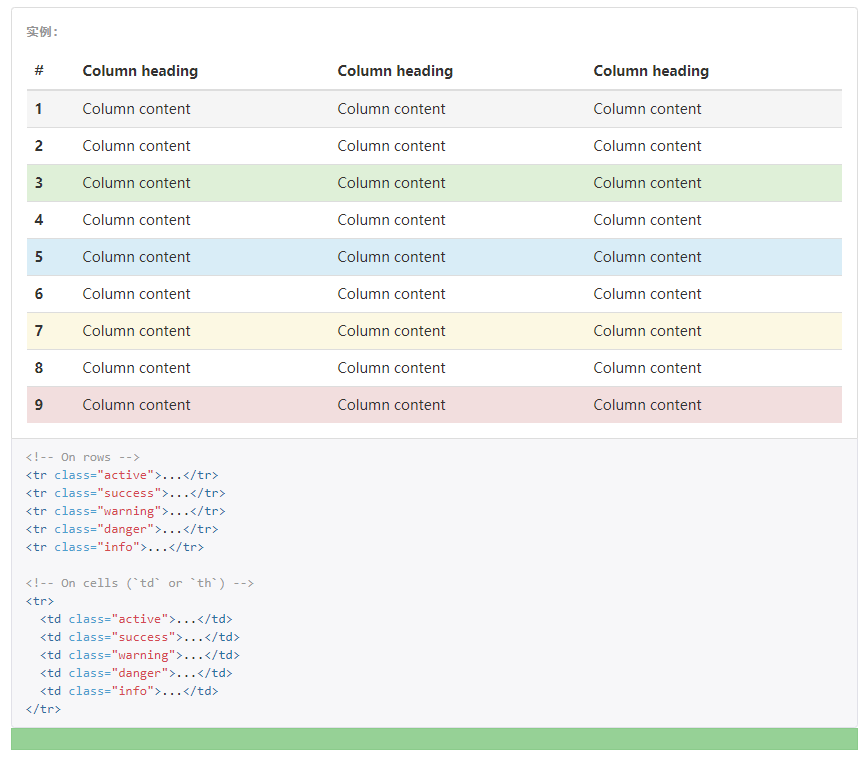 实例：
# Column heading Column heading Column heading
1 Column content Column content Column content
2 Column content Column content Column content
3 Column content Column content Column content
4 Column content Column content Column content
5 Column content Column content Column content
6 Column content Column content Column content
7 Column content Column content Column content
8 Column content Column content Column content
9 Column content Column content Column content
<!-- On rows -->
<tr class="active">...</tr>
<tr class="success">...</tr>
<tr class="warning">...</tr>
<tr class="danger">...</tr>
<tr class="info">...</tr>
<!-- On cells (`td` or `th`) -->
<tr>
  <td class="active">...</td>
  <td class="success">...</td>
  <td class="warning">...</td>
  <td class="danger">...</td>
  <td class="info">...</td>
</tr>